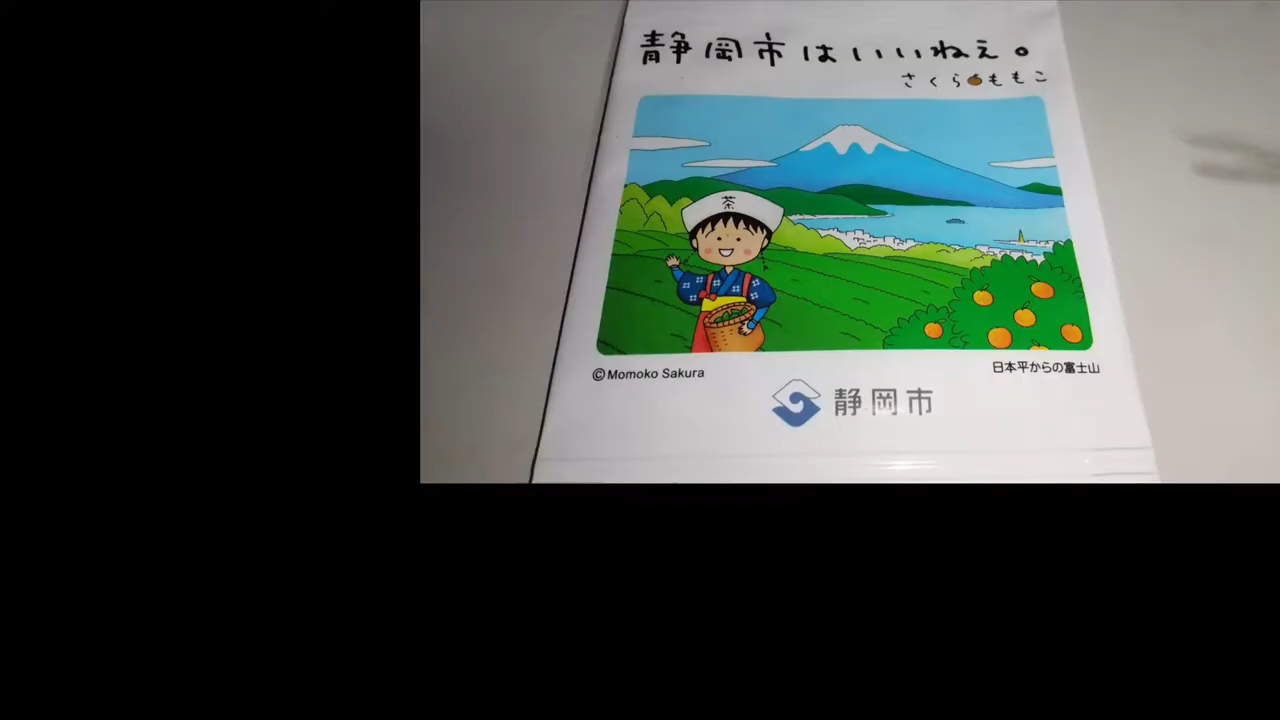 静岡市はいいねぇ。
さくらももこ
茶
©Momoko Sakura
日本平からの富士山
静岡市